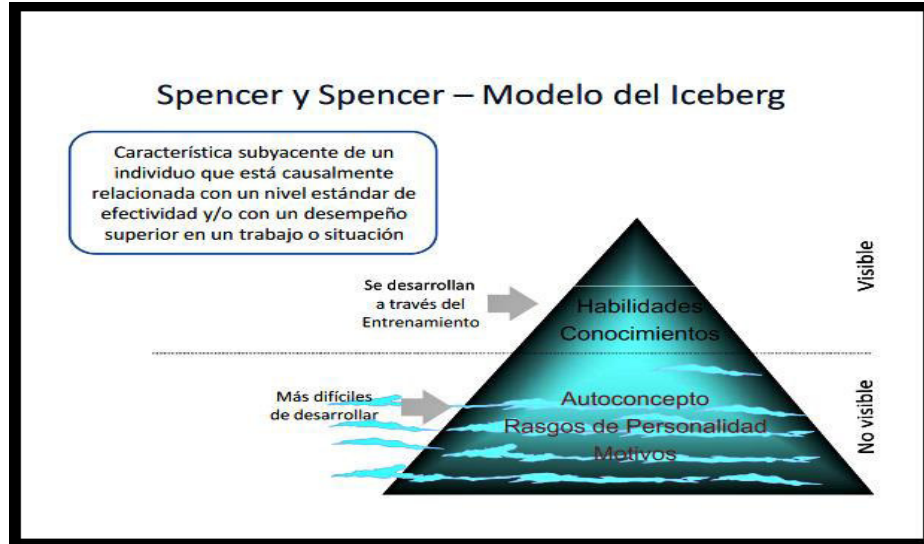 Spencer y Spencer – Modelo del Iceberg
Característica subyacente de un
individuo que está causalmente
relacionada con un nivel estándar de
efectividad y/o con un desempeño
superior en un trabajo o situación
Se desarrollan
a través del
Entrenamiento
Habilidades
Conocimientos
Visible
Más difíciles
de desarrollar
Autoconcepto
Rasgos de Personalidad
Motivos
No visible